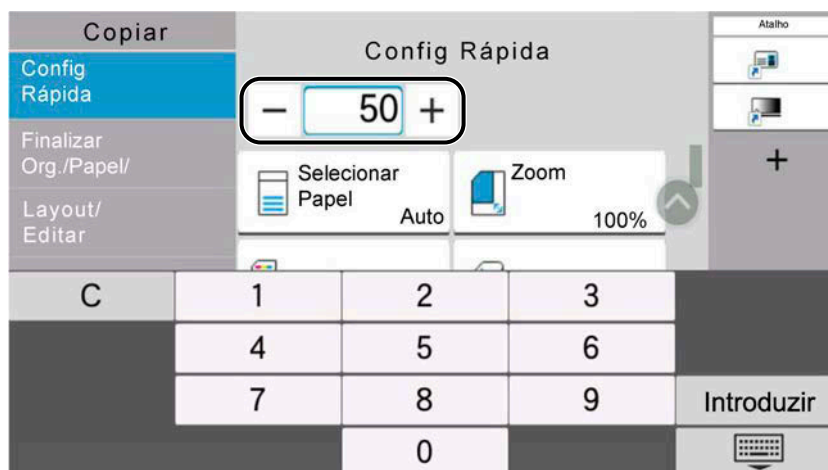 Copiar
Config
Rápida
Finalizar
Org./Papel/
Layout/
Editar
Config Rápida
− 50 +
Selecionar
Papel
Auto
Zoom
100%
Atalho
+
C
1 2 3
4 5 6
7 8 9
0
Introduzir